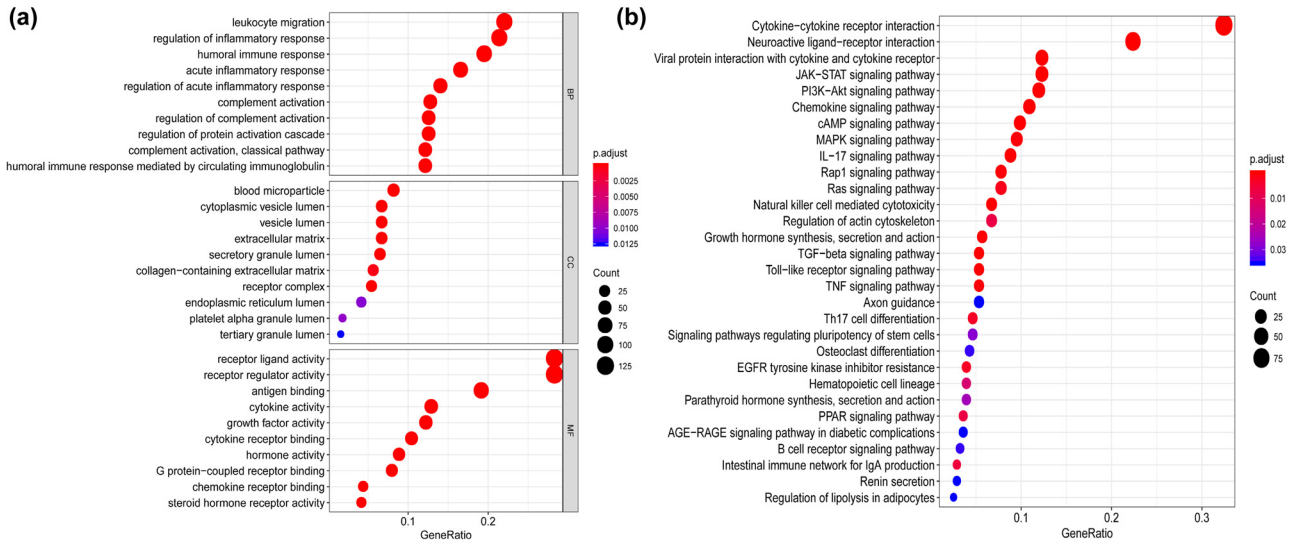 (a)
leukocyte migration
regulation of inflammatory response
humoral immune response
acute inflammatory response
regulation of acute inflammatory response
complement activation
regulation of complement activation
regulation of protein activation cascade
complement activation, classical pathway
humoral immune response mediated by circulating immunoglobulin
BP
blood microparticle
cytoplasmic vesicle lumen
vesicle lumen
extracellular matrix
secretory granule lumen
collagen−containing extracellular matrix
receptor complex
endoplasmic reticulum lumen
platelet alpha granule lumen
tertiary granule lumen
CC
receptor ligand activity
receptor regulator activity
antigen binding
cytokine activity
growth factor activity
cytokine receptor binding
hormone activity
G protein−coupled receptor binding
chemokine receptor binding
steroid hormone receptor activity
MF
0.1 0.2
GeneRatio
p.adjust
0.0025
0.0050
0.0075
0.0100
0.0125
Count
25
50
75
100
125
(b)
Cytokine−cytokine receptor interaction
Neuroactive ligand−receptor interaction
Viral protein interaction with cytokine and cytokine receptor
JAK−STAT signaling pathway
PI3K−Akt signaling pathway
Chemokine signaling pathway
cAMP signaling pathway
MAPK signaling pathway
IL−17 signaling pathway
Rap1 signaling pathway
Ras signaling pathway
Natural killer cell mediated cytotoxicity
Regulation of actin cytoskeleton
Growth hormone synthesis, secretion and action
TGF−beta signaling pathway
Toll−like receptor signaling pathway
TNF signaling pathway
Axon guidance
Th17 cell differentiation
Signaling pathways regulating pluripotency of stem cells
Osteoclast differentiation
EGFR tyrosine kinase inhibitor resistance
Hematopoietic cell lineage
Parathyroid hormone synthesis, secretion and action
PPAR signaling pathway
AGE−RAGE signaling pathway in diabetic complications
B cell receptor signaling pathway
Intestinal immune network for IgA production
Renin secretion
Regulation of lipolysis in adipocytes
0.1 0.2 0.3
GeneRatio
p.adjust
0.01
0.02
0.03
Count
25
50
75